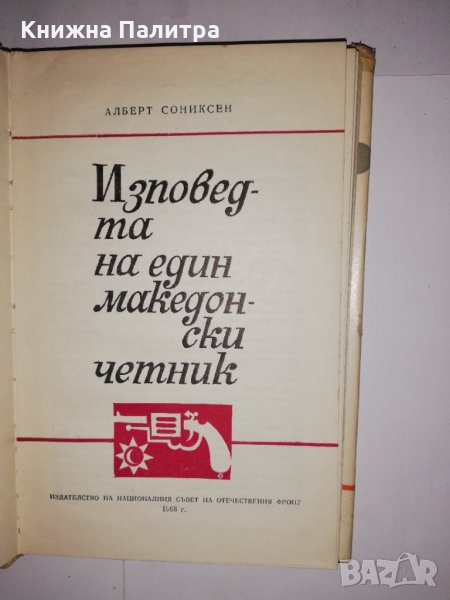 Книжна Палитра
АЛБЕРТ СОНИКСЕН
Изповед-
та
на един
македон-
ски
четник
ИЗДАТЕЛСТВО НА НАЦИОНАЛНИЯ СЪВЕТ НА ОТЕЧЕСТВЕНИЯ ФРОНТ
1968 г.
BAZAR